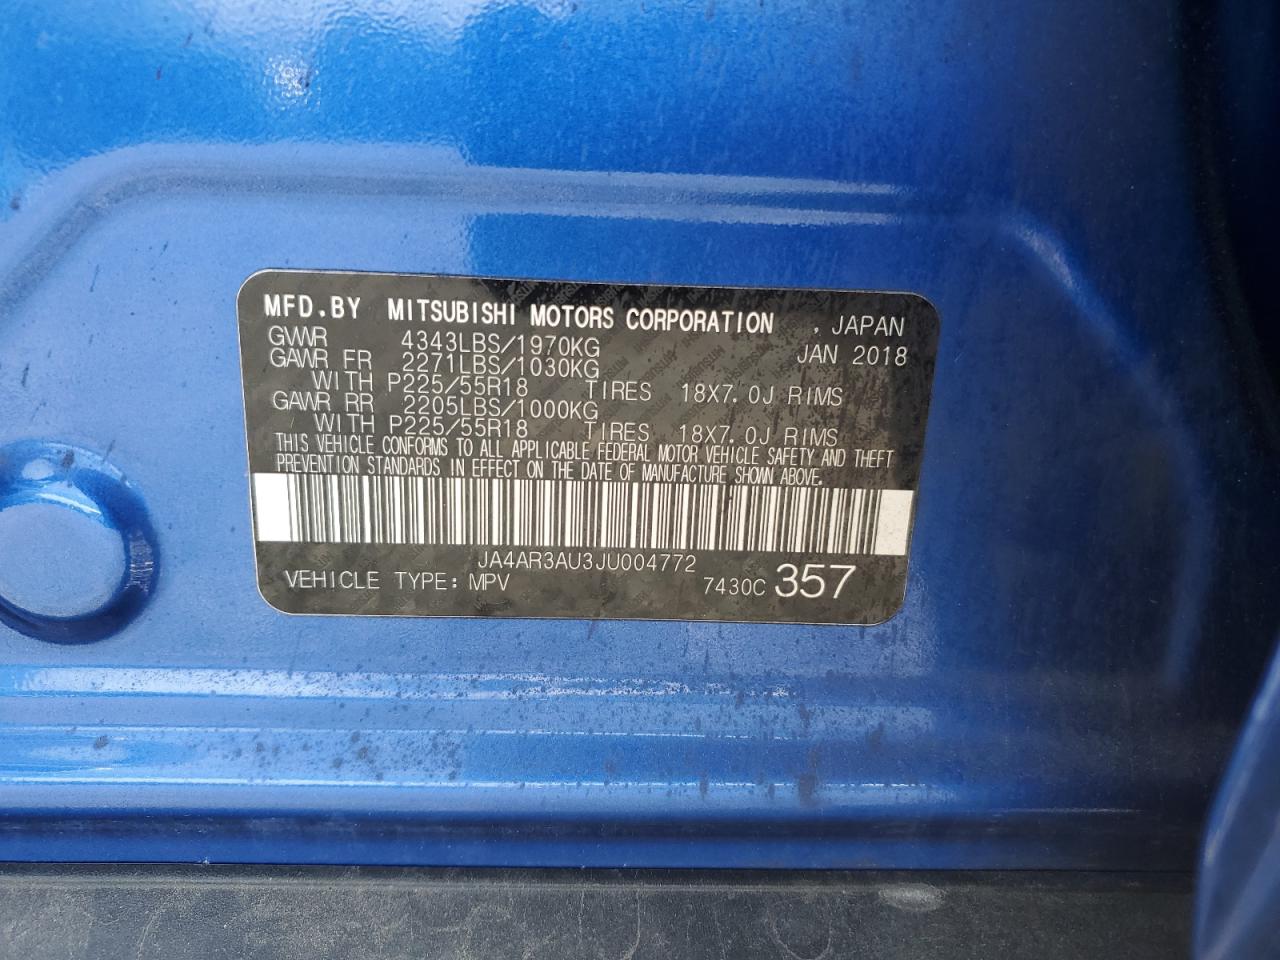 MFD.BY MITSUBISHI MOTORS CORPORATION , JAPAN
GVWR 4343LBS/1970KG JAN 2018
GAWR FR 2271LBS/1030KG
WITH P225/55R18 TIRES 18X7.0J RIMS
GAWR RR 2205LBS/1000KG
WITH P225/55R18 TIRES 18X7.0J RIMS
THIS VEHICLE CONFORMS TO ALL APPLICABLE FEDERAL MOTOR VEHICLE SAFETY AND THEFT
PREVENTION STANDARDS IN EFFECT ON THE DATE OF MANUFACTURE SHOWN ABOVE.
JA4AR3AU3JU004772
VEHICLE TYPE: MPV 7430C 357